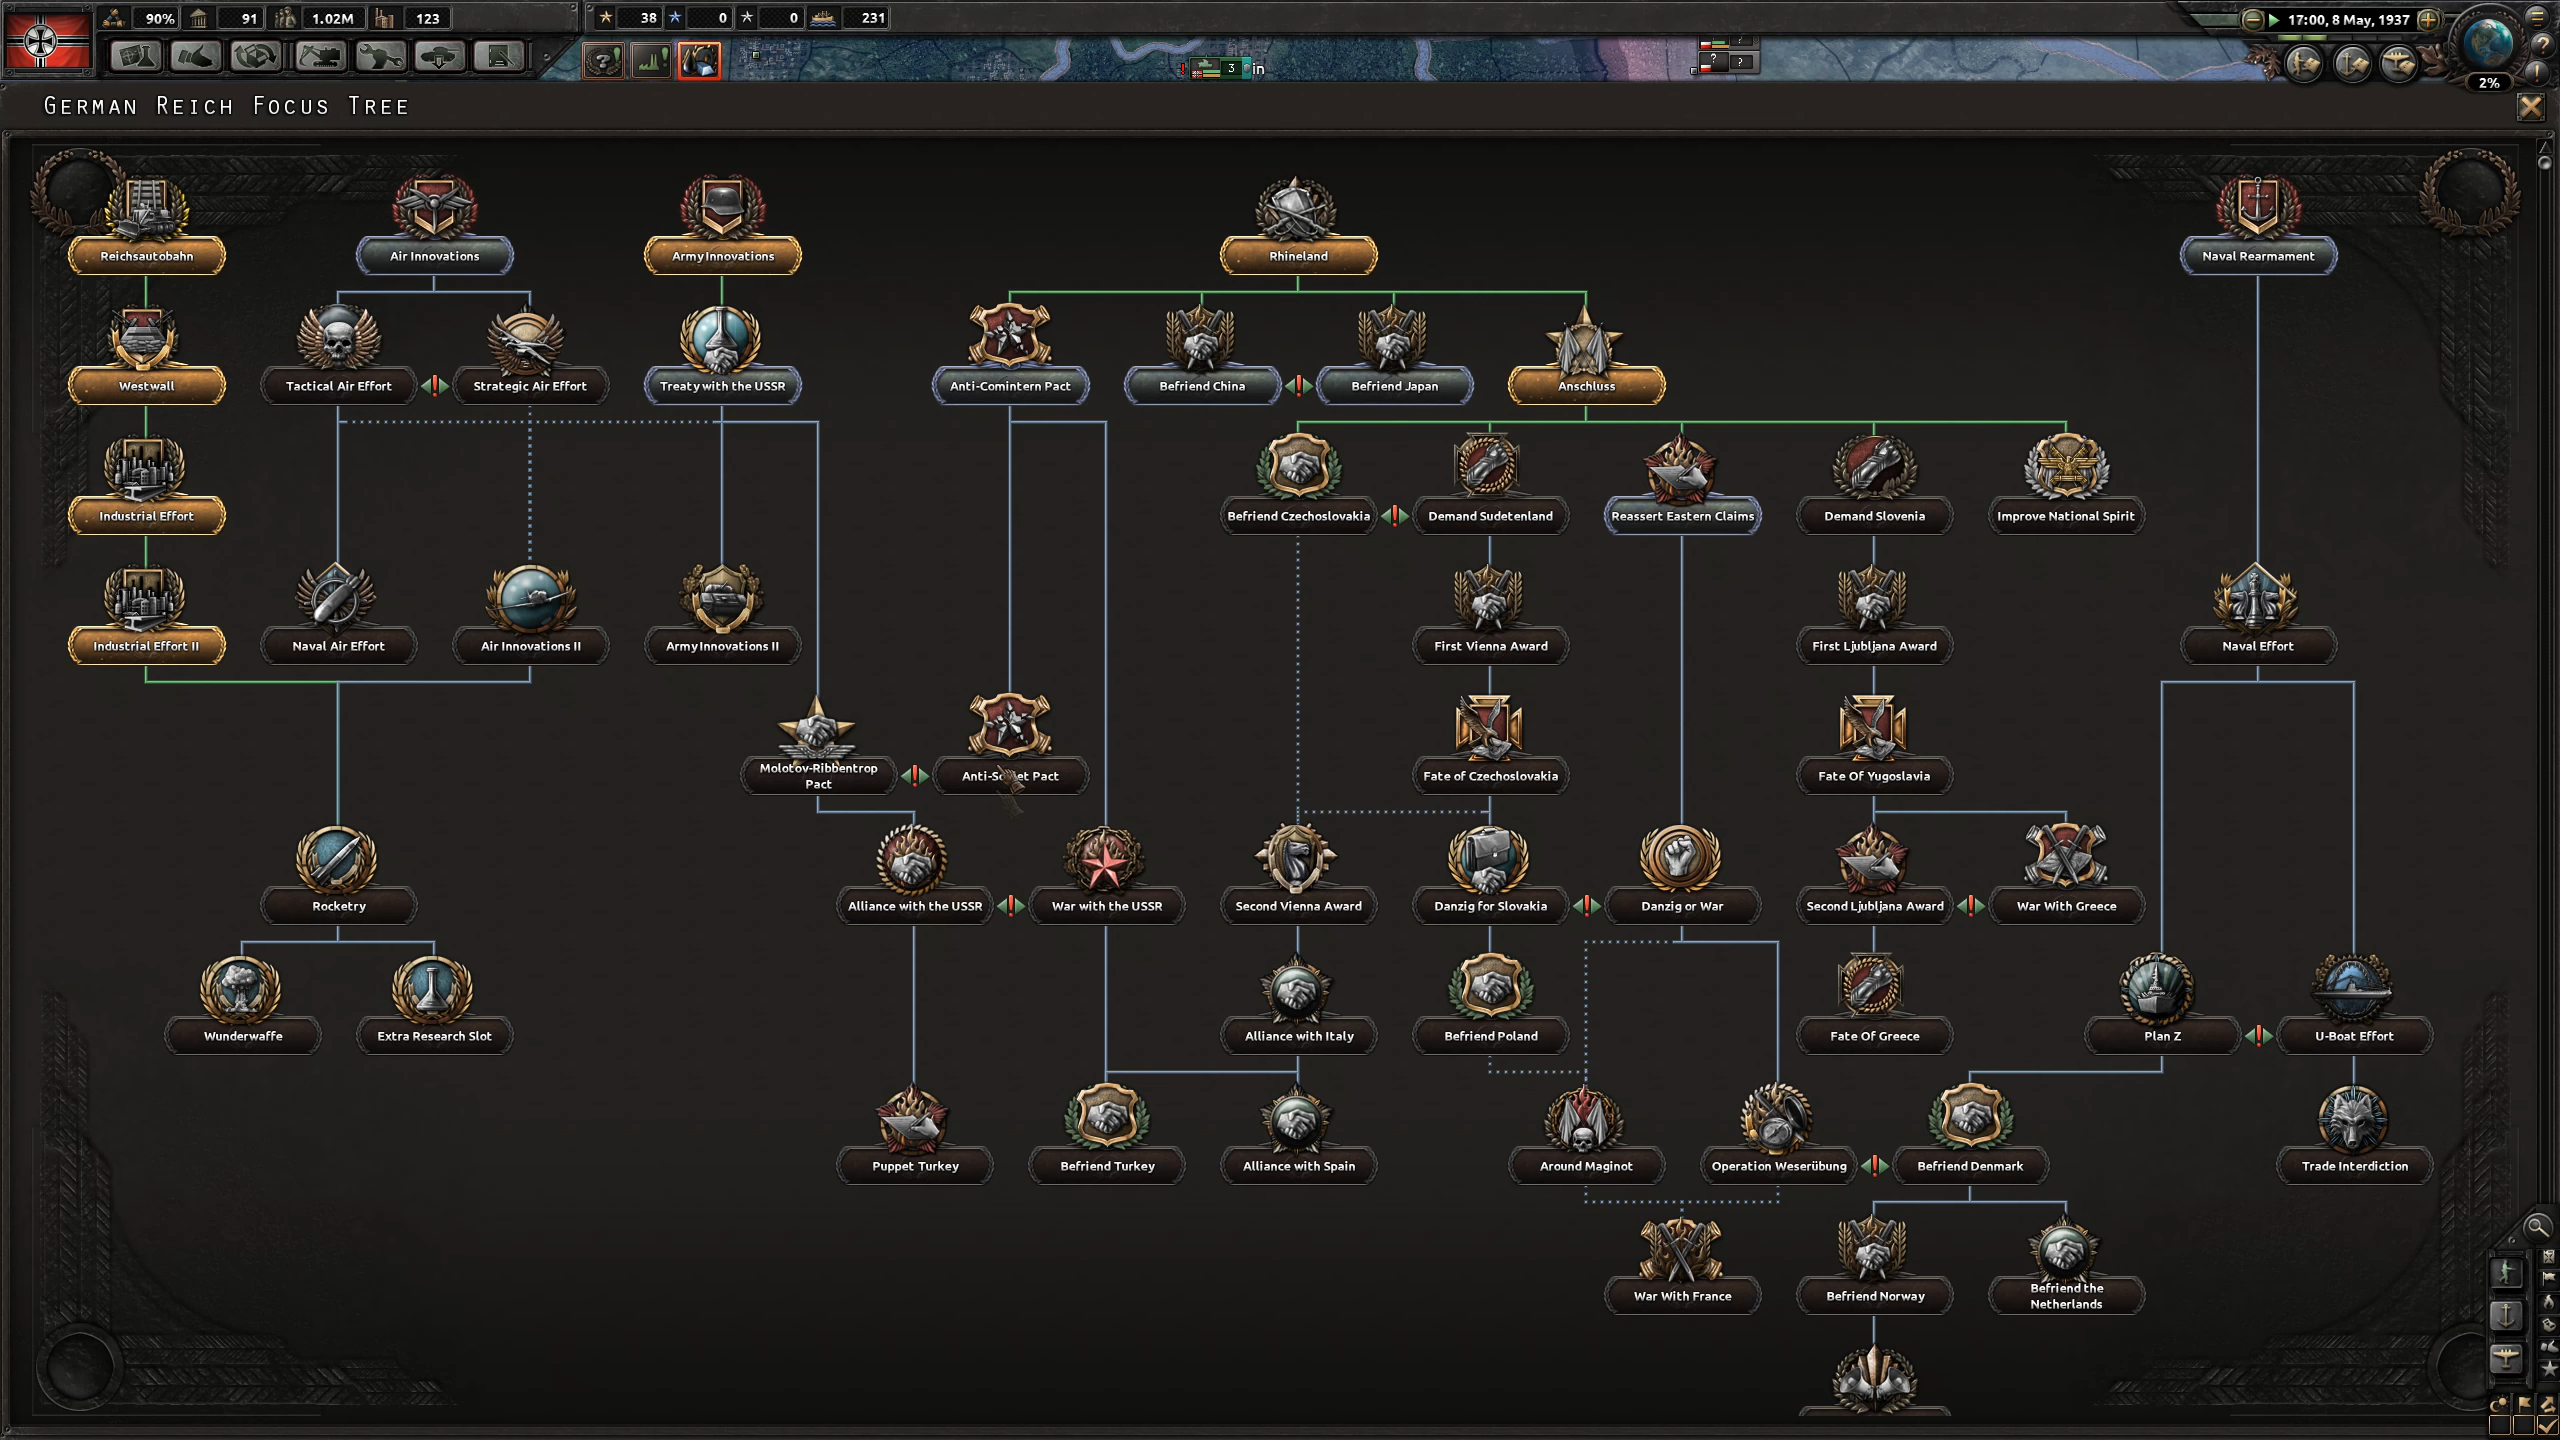 90%
91
1.02M
123
38
0
0
231
17:00, 8 May, 1937
3
in
?
?
?
2%
German Reich Focus Tree
Reichsautobahn
Air Innovations
Army Innovations
Rhineland
Naval Rearmament
Westwall
Tactical Air Effort
Strategic Air Effort
Treaty with the USSR
Anti-Comintern Pact
Befriend China
Befriend Japan
Anschluss
Industrial Effort
Befriend Czechoslovakia
Demand Sudetenland
Reassert Eastern Claims
Demand Slovenia
Improve National Spirit
Industrial Effort II
Naval Air Effort
Air Innovations II
Army Innovations II
First Vienna Award
First Ljubljana Award
Naval Effort
Molotov-Ribbentrop
Pact
Anti-Soviet Pact
Fate of Czechoslovakia
Fate Of Yugoslavia
Rocketry
Alliance with the USSR
War with the USSR
Second Vienna Award
Danzig for Slovakia
Danzig or War
Second Ljubljana Award
War With Greece
Wunderwaffe
Extra Research Slot
Alliance with Italy
Befriend Poland
Fate Of Greece
Plan Z
U-Boat Effort
Puppet Turkey
Befriend Turkey
Alliance with Spain
Around Maginot
Operation Weserübung
Befriend Denmark
Trade Interdiction
War With France
Befriend Norway
Befriend the
Netherlands